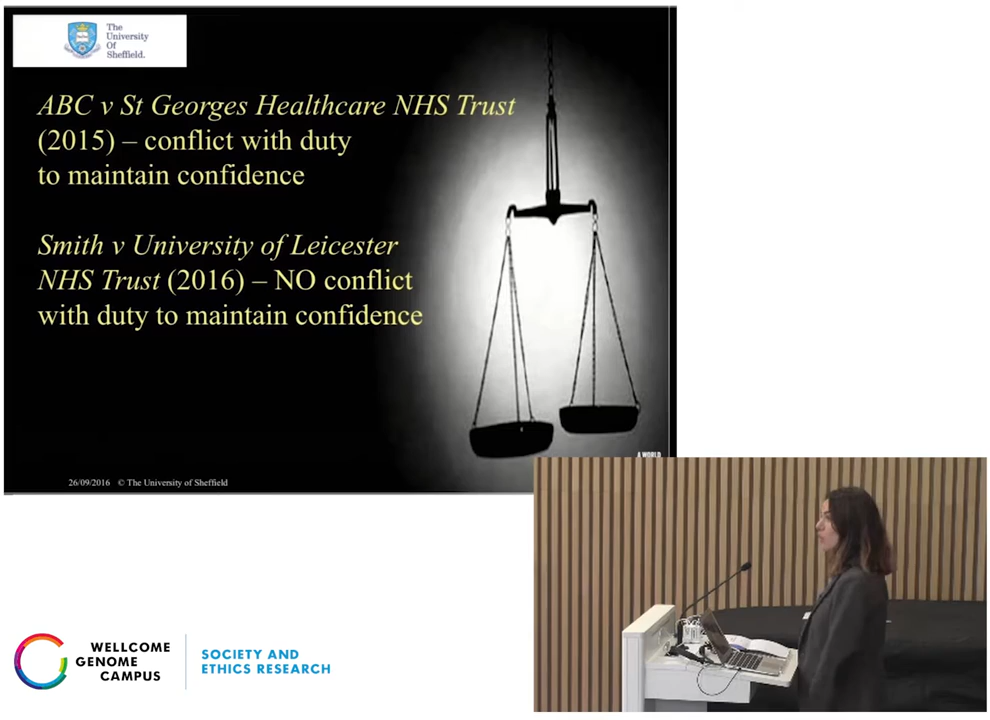 The
University
Of
Sheffield.
ABC v St Georges Healthcare NHS Trust
(2015) – conflict with duty
to maintain confidence
Smith v University of Leicester
NHS Trust (2016) – NO conflict
with duty to maintain confidence
A WORLD
26/09/2016 © The University of Sheffield
WELLCOME
GENOME
CAMPUS
SOCIETY AND
ETHICS RESEARCH